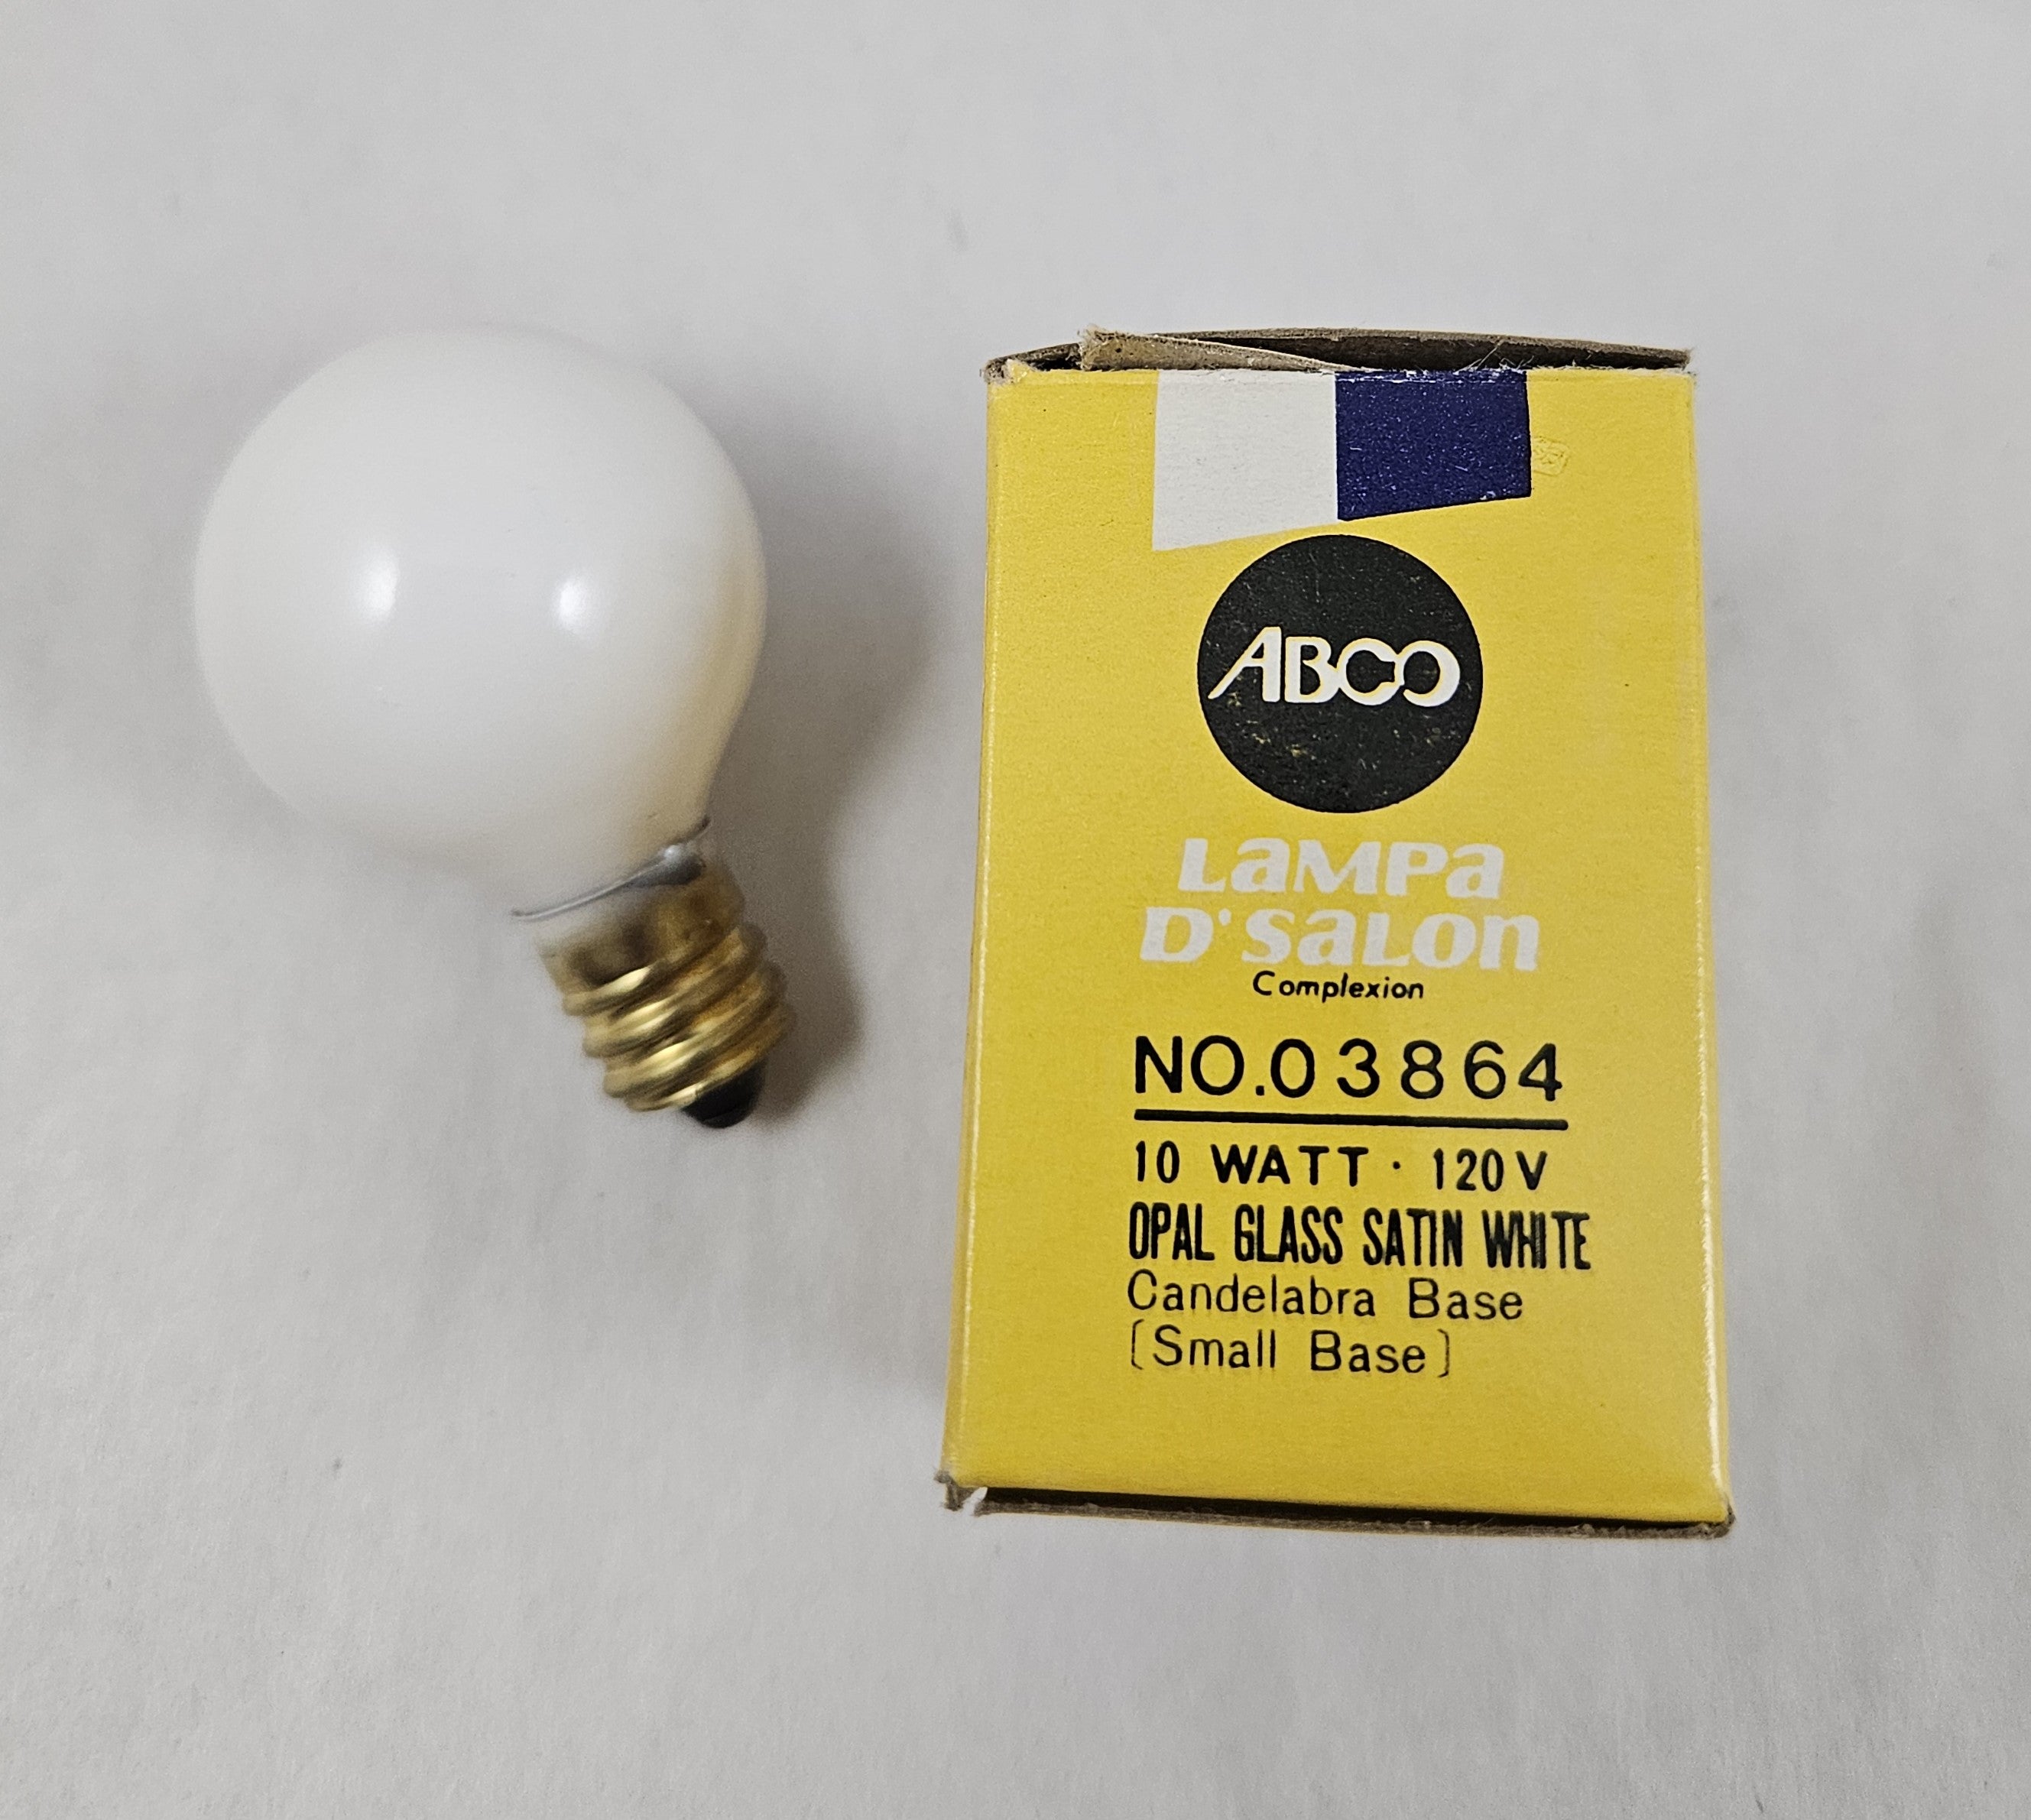 ABCO
LaMPa
D'SaLon
Complexion
NO.03864
10 WATT · 120V
OPAL GLASS SATIN WHITE
Candelabra Base
[Small Base]